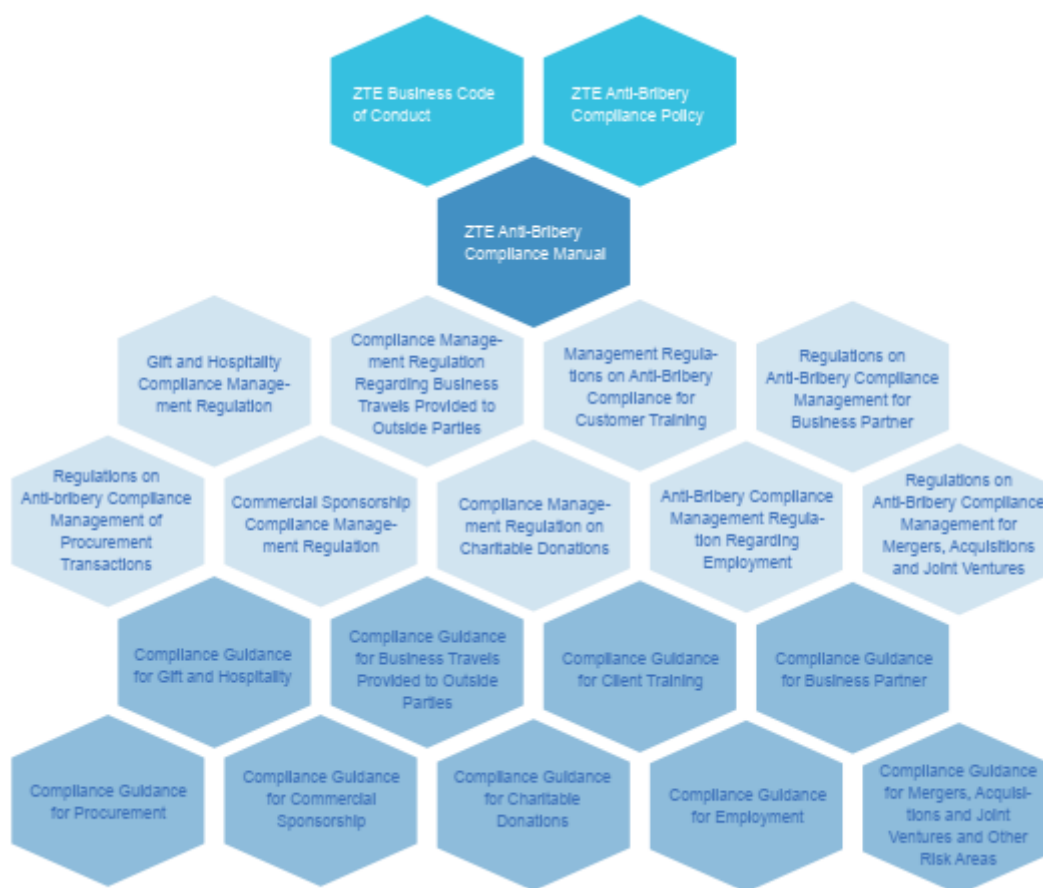 ZTE Business Code
of Conduct
ZTE Anti-Bribery
Compliance Policy
ZTE Anti-Bribery
Compliance Manual
Gift and Hospitality
Compliance Manage-
ment Regulation
Compliance Manage-
ment Regulation
Regarding Business
Travels Provided to
Outside Parties
Management Regula-
tions on Anti-Bribery
Compliance for
Customer Training
Regulations on
Anti-Bribery Compliance
Management for
Business Partner
Regulations on
Anti-bribery Compliance
Management of
Procurement
Transactions
Commercial Sponsorship
Compliance Manage-
ment Regulation
Compliance Manage-
ment Regulation on
Charitable Donations
Anti-Bribery Compliance
Management Regula-
tion Regarding
Employment
Regulations on
Anti-Bribery Compliance
Management for
Mergers, Acquisitions
and Joint Ventures
Compliance Guidance
for Gift and Hospitality
Compliance Guidance
for Business Travels
Provided to Outside
Parties
Compliance Guidance
for Client Training
Compliance Guidance
for Business Partner
Compliance Guidance
for Procurement
Compliance Guidance
for Commercial
Sponsorship
Compliance Guidance
for Charitable
Donations
Compliance Guidance
for Employment
Compliance Guidance
for Mergers, Acquisi-
tions and Joint
Ventures and Other
Risk Areas